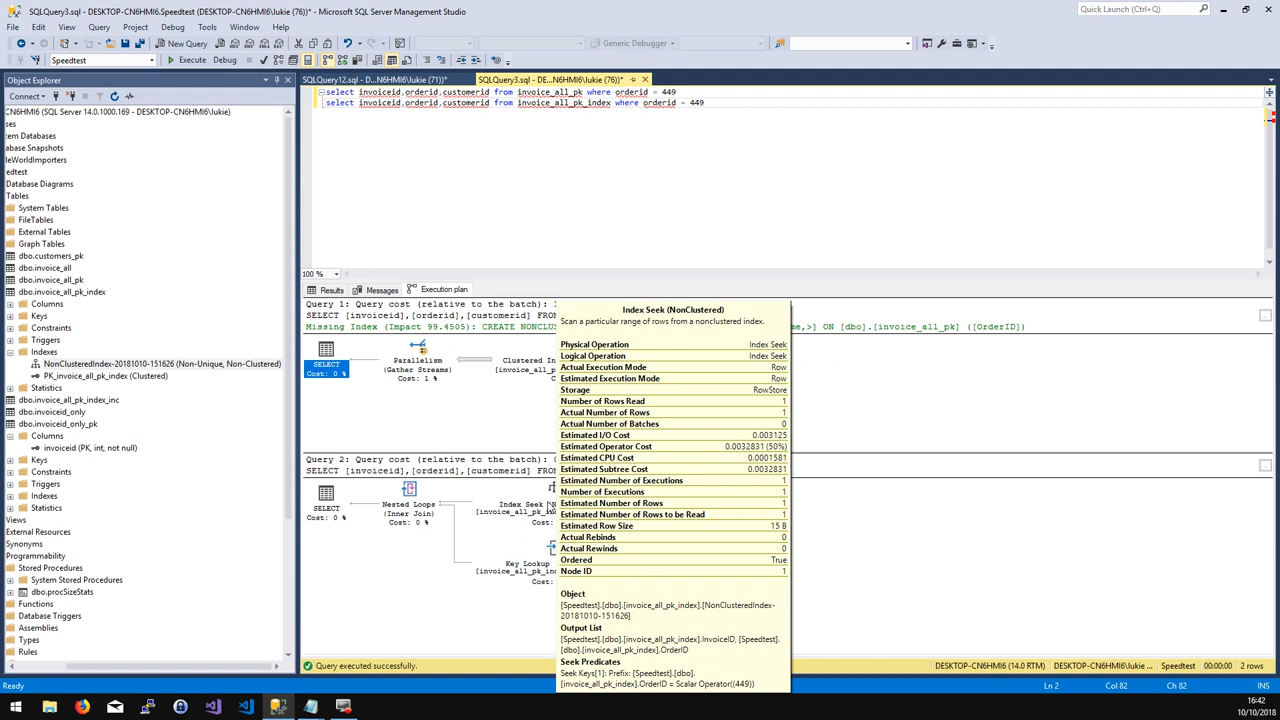 SQLQuery3.sql - DESKTOP-CN6HMI6.Speedtest (DESKTOP-CN6HMI6\lukie (76))* - Microsoft SQL Server Management Studio
Quick Launch (Ctrl+Q)
File Edit View Query Project Debug Tools Window Help
New Query
Generic Debugger
Speedtest
Execute Debug
Object Explorer
SQLQuery12.sql - D...N6HMI6\lukie (71))*
SQLQuery3.sql - DE...N6HMI6\lukie (76))*
Connect
select invoiceid,orderid,customerid from invoice_all_pk where orderid = 449
select invoiceid,orderid,customerid from invoice_all_pk_index where orderid = 449
CN6HMI6 (SQL Server 14.0.1000.169 - DESKTOP-CN6HMI6\lukie)
ses
tem Databases
abase Snapshots
leWorldImporters
edtest
Database Diagrams
Tables
System Tables
FileTables
External Tables
Graph Tables
dbo.customers_pk
dbo.invoice_all
dbo.invoice_all_pk
dbo.invoice_all_pk_index
Columns
Keys
Constraints
Triggers
Indexes
NonClusteredIndex-20181010-151626 (Non-Unique, Non-Clustered)
PK_invoice_all_pk_index (Clustered)
Statistics
dbo.invoice_all_pk_index_inc
dbo.invoiceid_only
dbo.invoiceid_only_pk
Columns
invoiceid (PK, int, not null)
Keys
Constraints
Triggers
Indexes
Statistics
Views
External Resources
Synonyms
Programmability
Stored Procedures
System Stored Procedures
dbo.procSizeStats
Functions
Database Triggers
Assemblies
Types
Rules
100 %
Results Messages Execution plan
Query 1: Query cost (relative to the batch):
SELECT [invoiceid],[orderid],[customerid] FRO
Missing Index (Impact 99.4505): CREATE NONCLUS
me,>] ON [dbo].[invoice_all_pk] ([OrderID])
SELECT
Cost: 0 %
Parallelism
(Gather Streams)
Cost: 1 %
Clustered In
[invoice_all_p
Cost:
Query 2: Query cost (relative to the batch):
SELECT [invoiceid],[orderid],[customerid] FRO
SELECT
Cost: 0 %
Nested Loops
(Inner Join)
Cost: 0 %
Index Seek
[invoice_all_pk_in
Cost:
Key Lookup
[invoice_all_pk_in
Cost:
Index Seek (NonClustered)
Scan a particular range of rows from a nonclustered index.
Physical Operation Index Seek
Logical Operation Index Seek
Actual Execution Mode Row
Estimated Execution Mode Row
Storage RowStore
Number of Rows Read 1
Actual Number of Rows 1
Actual Number of Batches 0
Estimated I/O Cost 0.003125
Estimated Operator Cost 0.0032831 (50%)
Estimated CPU Cost 0.0001581
Estimated Subtree Cost 0.0032831
Estimated Number of Executions 1
Number of Executions 1
Estimated Number of Rows 1
Estimated Number of Rows to be Read 1
Estimated Row Size 15 B
Actual Rebinds 0
Actual Rewinds 0
Ordered True
Node ID 1
Object
[Speedtest].[dbo].[invoice_all_pk_index].[NonClusteredIndex-
20181010-151626]
Output List
[Speedtest].[dbo].[invoice_all_pk_index].InvoiceID, [Speedtest].
[dbo].[invoice_all_pk_index].OrderID
Seek Predicates
Seek Keys[1]: Prefix: [Speedtest].[dbo].
[invoice_all_pk_index].OrderID = Scalar Operator((449))
Query executed successfully.
DESKTOP-CN6HMI6 (14.0 RTM) DESKTOP-CN6HMI6\lukie ... Speedtest 00:00:00 2 rows
Ready
Ln 2 Col 82 Ch 82 INS
16:42
10/10/2018